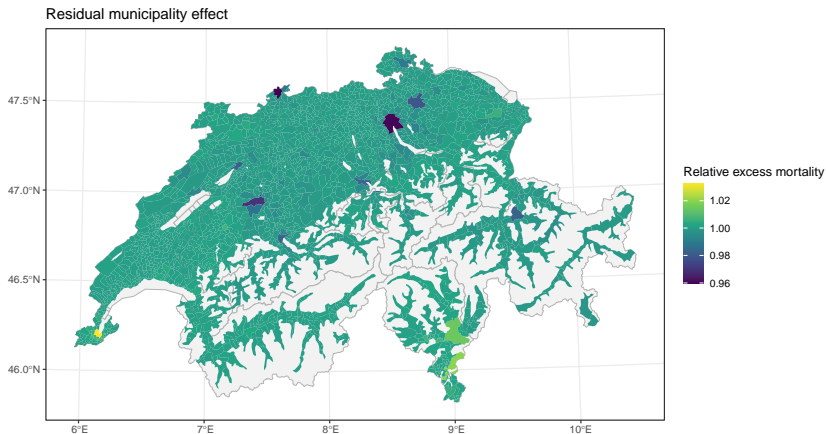 Residual municipality effect
47.5°N
47.0°N
46.5°N
46.0°N
6°E
7°E
8°E
9°E
10°E
Relative excess mortality
1.02
1.00
0.98
0.96